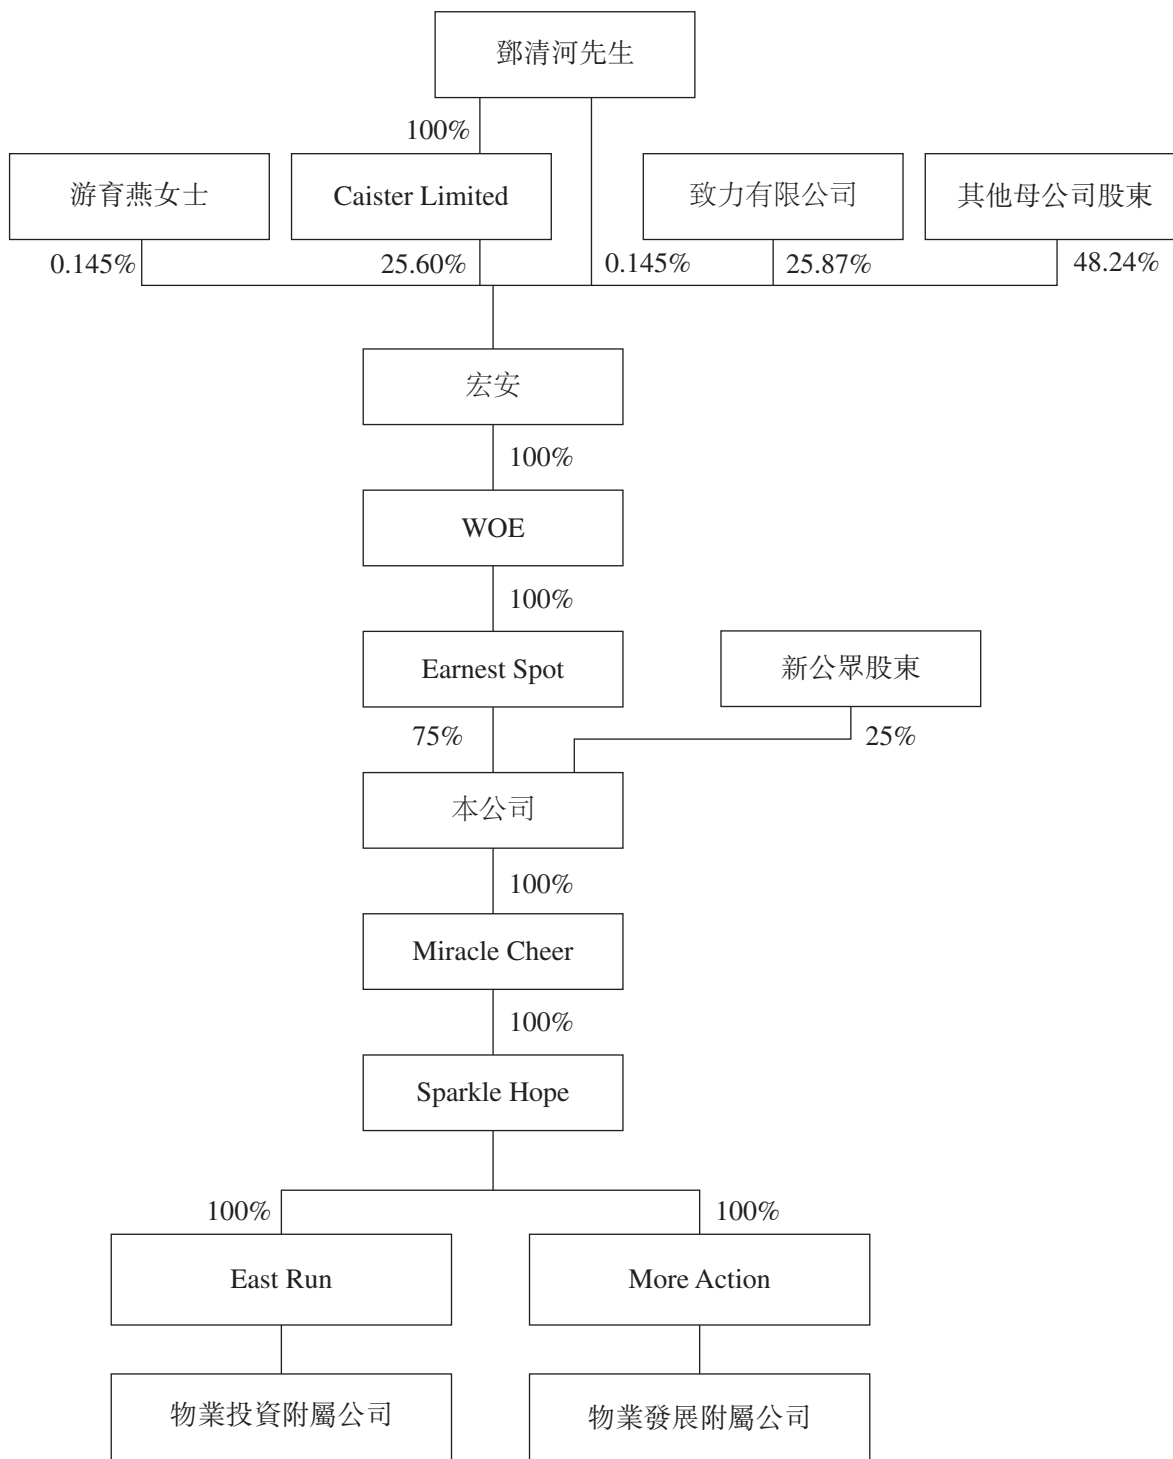 鄧清河先生
100%
游育燕女士
Caister Limited
致力有限公司
其他母公司股東
0.145%
25.60%
0.145%
25.87%
48.24%
宏安
100%
WOE
100%
Earnest Spot
新公眾股東
75%
25%
本公司
100%
Miracle Cheer
100%
Sparkle Hope
100%
100%
East Run
More Action
物業投資附屬公司
物業發展附屬公司